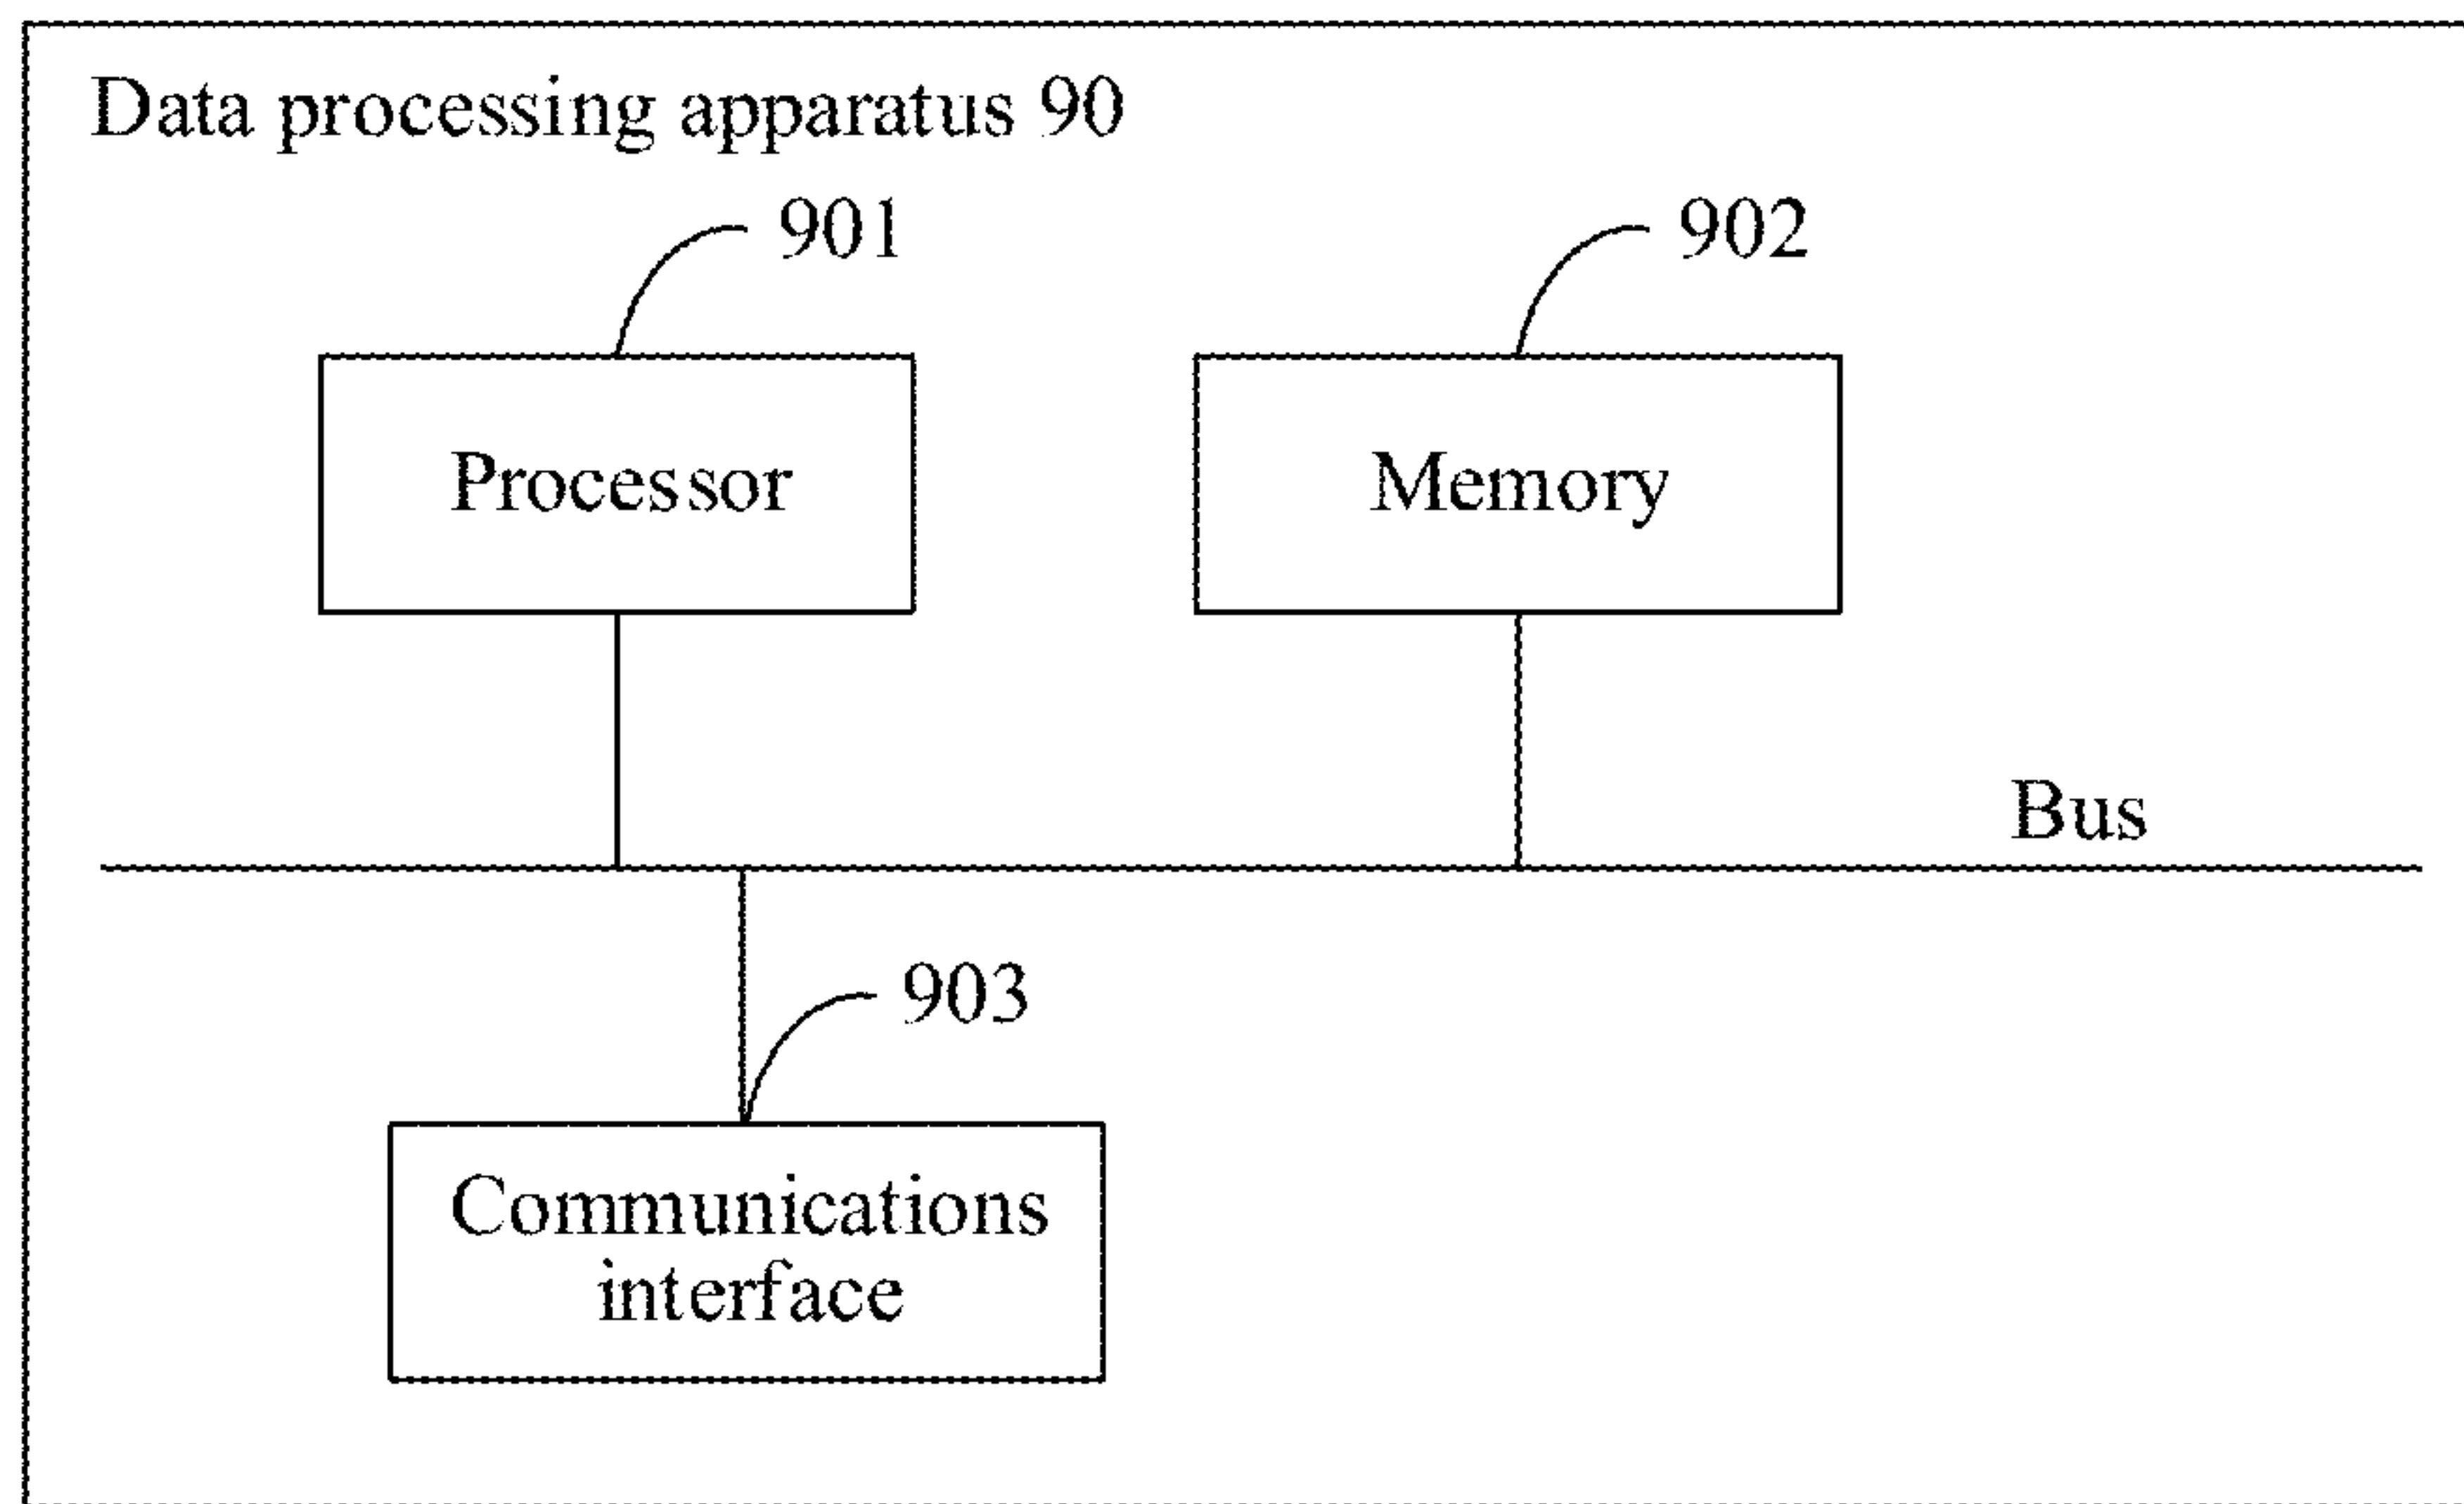 Data processing apparatus 90
901
902
Processor
Memory
Bus
903
Communications
interface